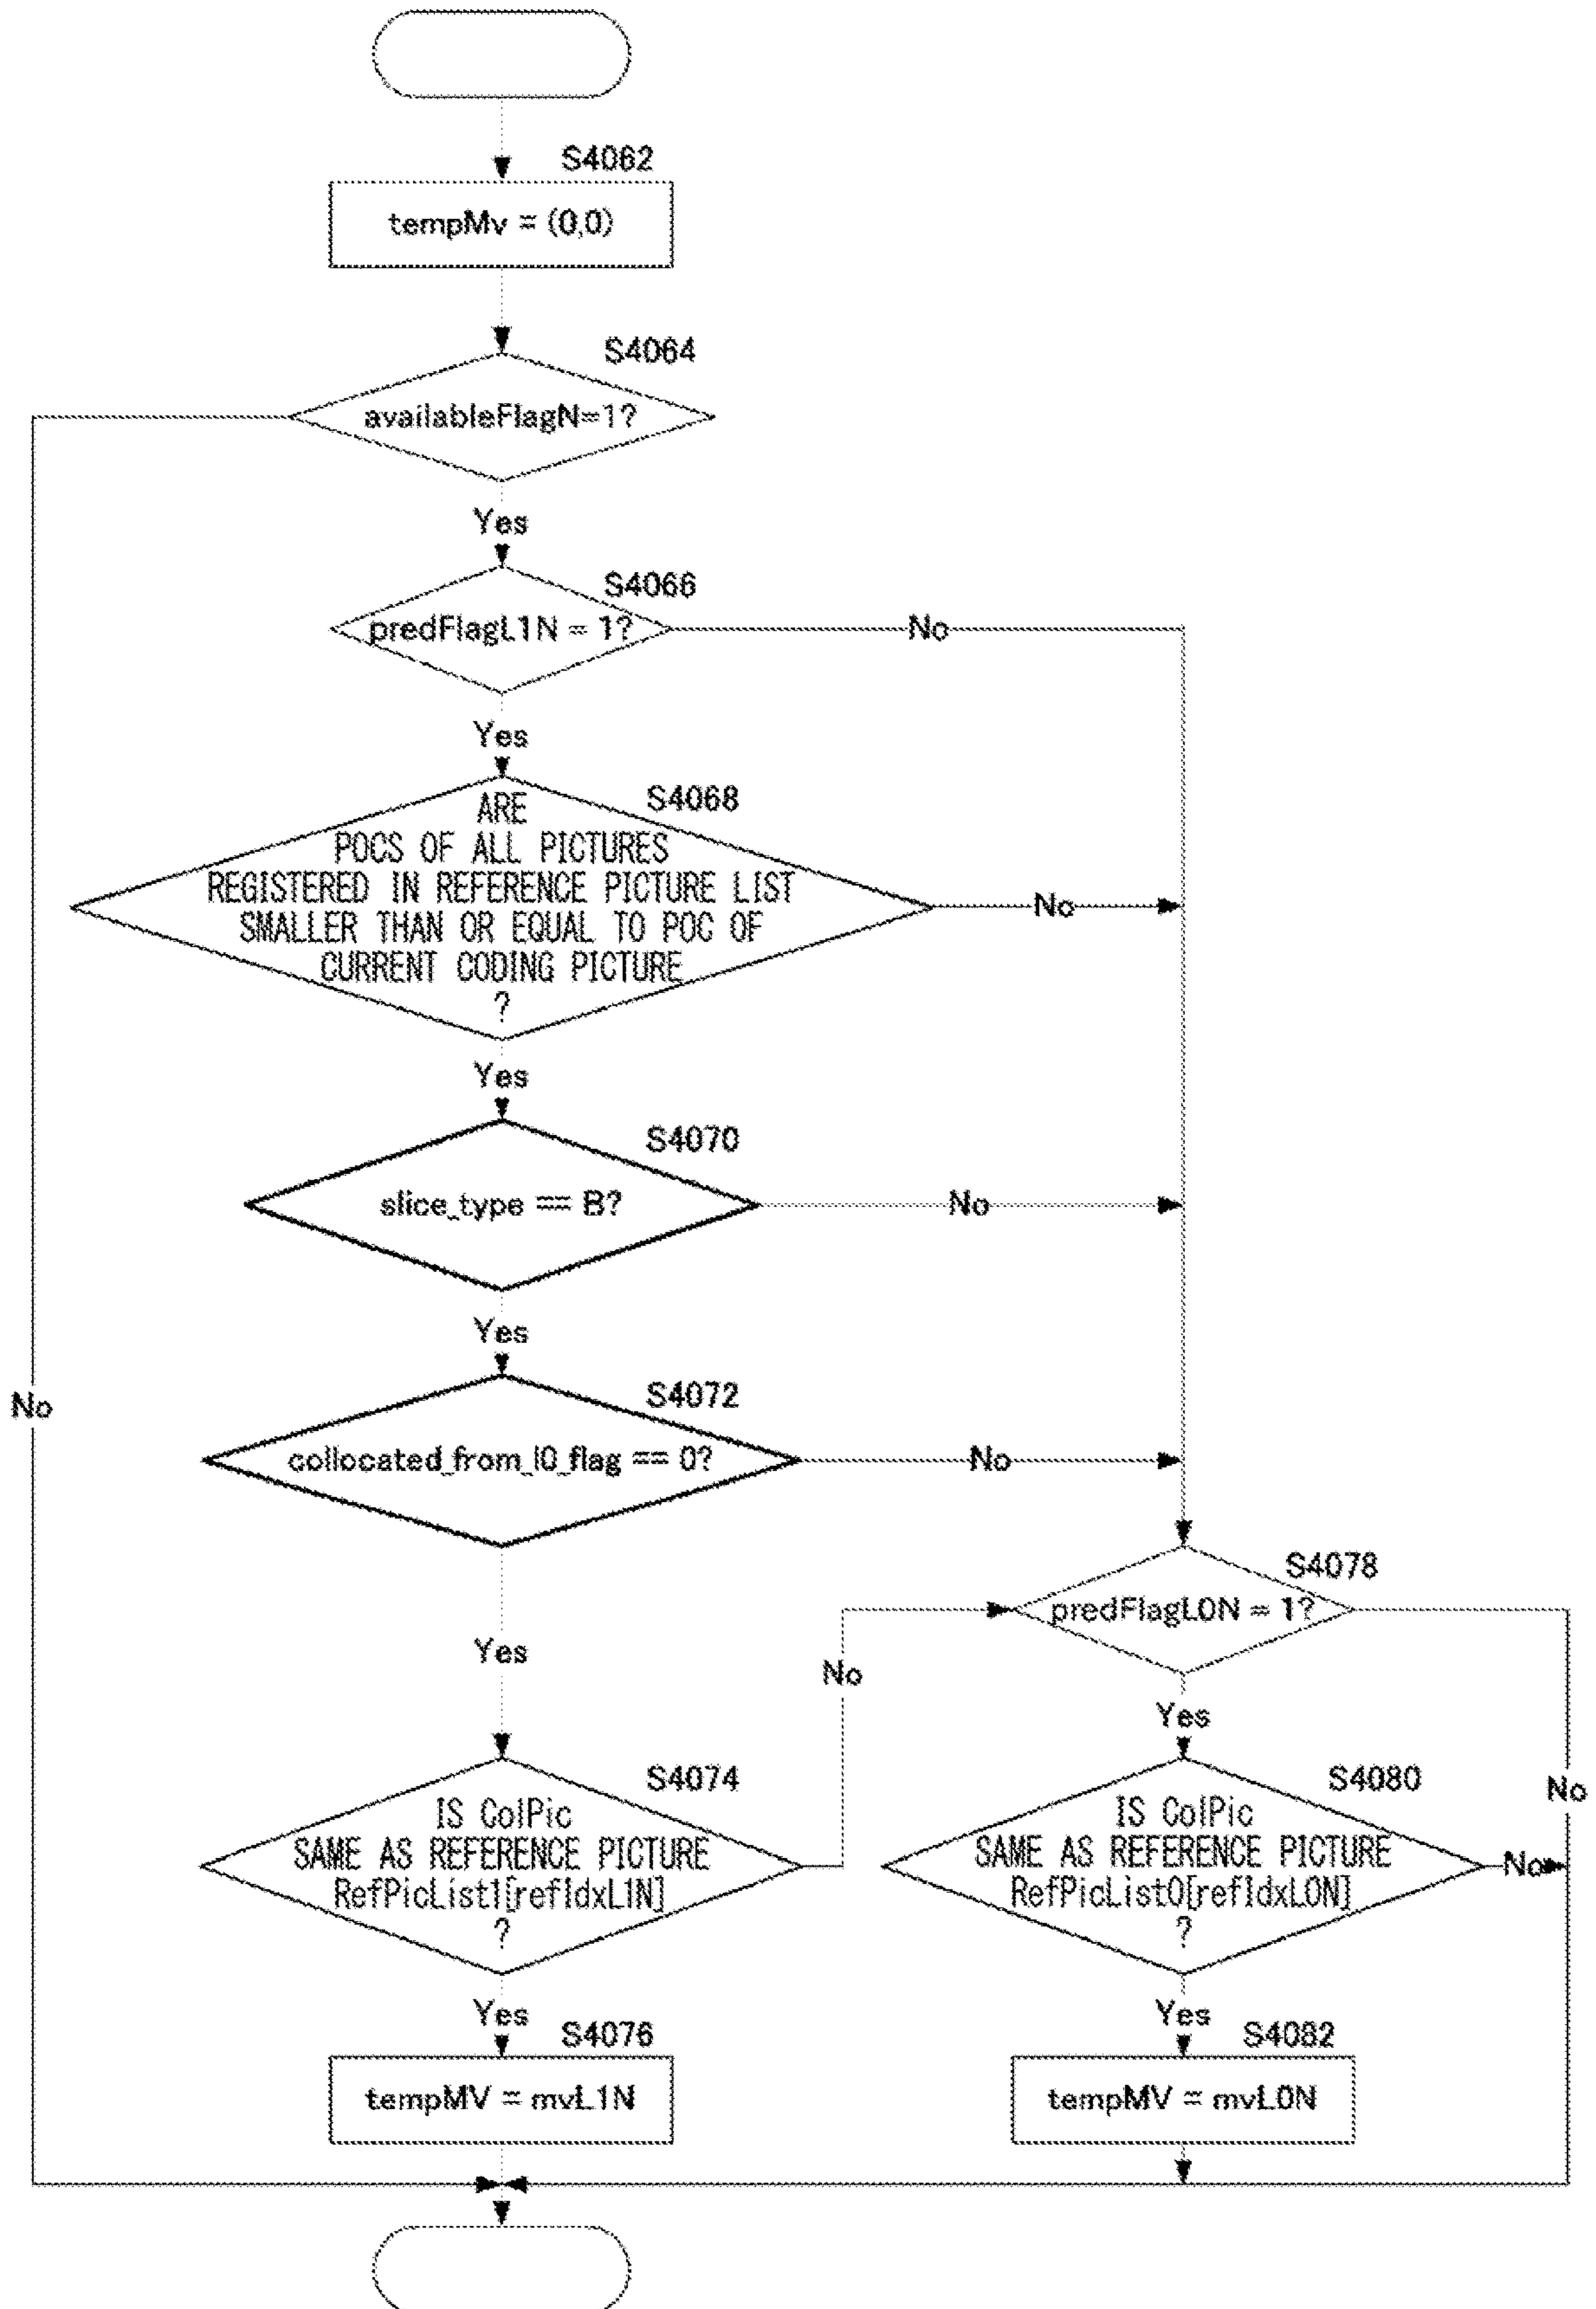 S4062
tempMv = (0,0)
S4064
availableFlagN=1?
Yes
S4066
predFlagL1N = 1?
No
Yes
S4068
ARE
POCS OF ALL PICTURES
REGISTERED IN REFERENCE PICTURE LIST
SMALLER THAN OR EQUAL TO POC OF
CURRENT CODING PICTURE
?
No
Yes
S4070
slice_type == B?
No
Yes
No
S4072
collocated_from_l0_flag == 0?
No
S4078
predFlagL0N = 1?
Yes
No
Yes
S4074
IS ColPic
SAME AS REFERENCE PICTURE
RefPicList1[refIdxL1N]
?
S4080
IS ColPic
SAME AS REFERENCE PICTURE
RefPicList0[refIdxL0N]
?
No
No
Yes
S4076
tempMV = mvL1N
Yes
S4082
tempMV = mvL0N